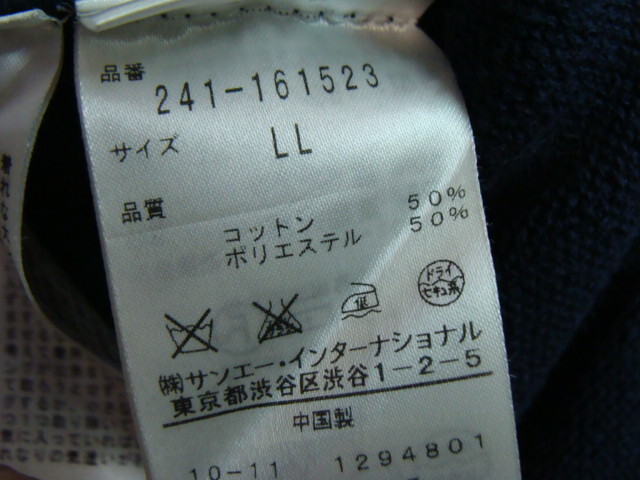 品番
241-161523
サイズ LL
品質
コットン 50%
ポリエステル 50%
低
ドライ
セキユ系
㈱サンエー・インターナショナル
東京都渋谷区渋谷1-2-5
中国製
10-11 1294801